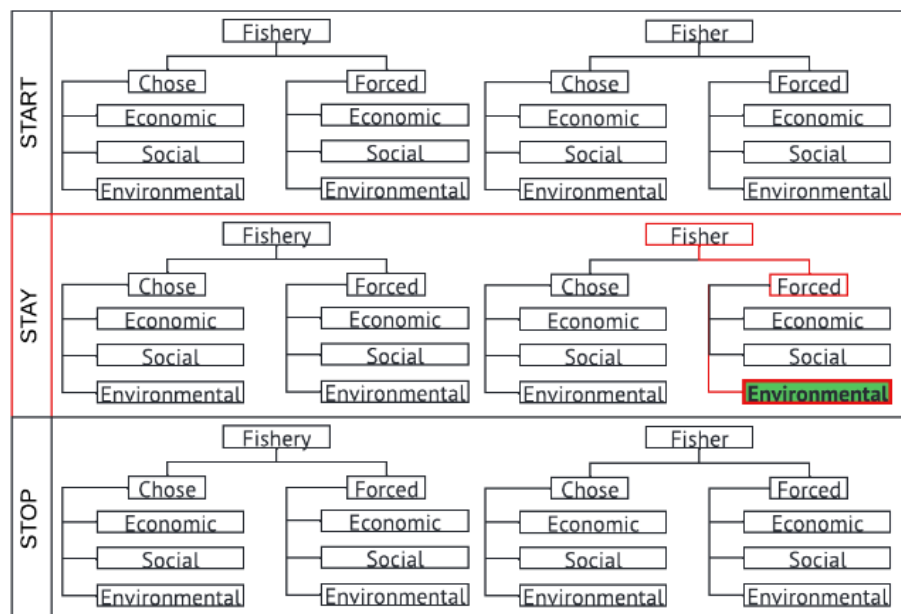 START
Fishery Fisher
Chose Forced Chose Forced
Economic Economic Economic Economic
Social Social Social Social
Environmental Environmental Environmental Environmental
STAY
Fishery Fisher
Chose Forced Chose Forced
Economic Economic Economic Economic
Social Social Social Social
Environmental Environmental Environmental Environmental
STOP
Fishery Fisher
Chose Forced Chose Forced
Economic Economic Economic Economic
Social Social Social Social
Environmental Environmental Environmental Environmental